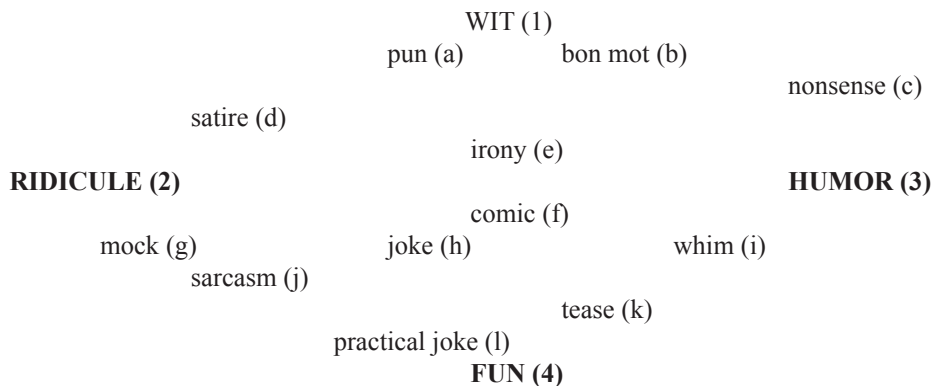 WIT (1)
pun (a) bon mot (b)
nonsense (c)
satire (d)
irony (e)
RIDICULE (2) HUMOR (3)
comic (f)
mock (g) joke (h) whim (i)
sarcasm (j)
tease (k)
practical joke (l)
FUN (4)